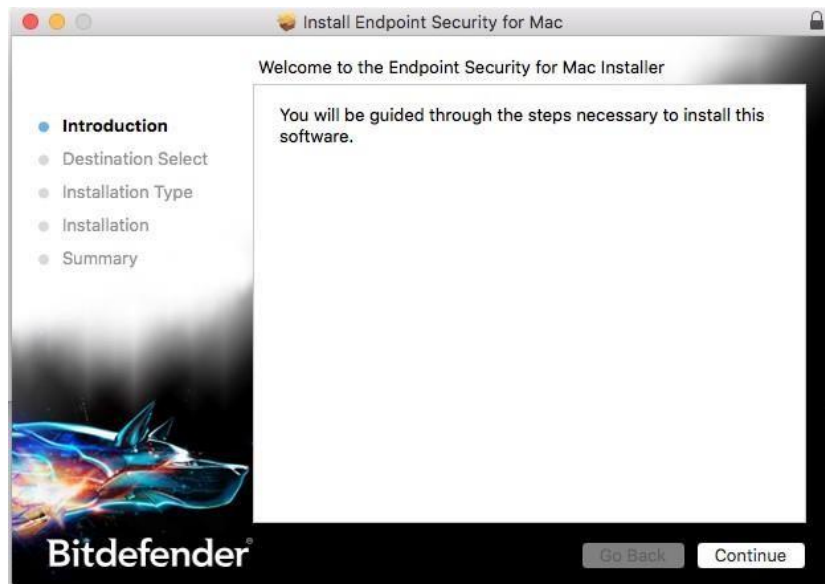 Install Endpoint Security for Mac
Welcome to the Endpoint Security for Mac Installer
Introduction
Destination Select
Installation Type
Installation
Summary
You will be guided through the steps necessary to install this
software.
Bitdefender®
Go Back
Continue